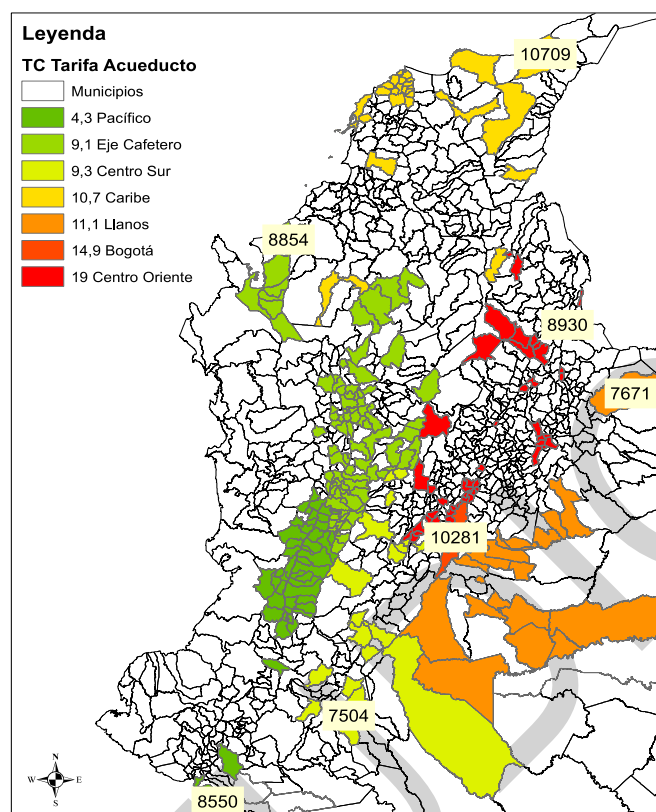 Leyenda
TC Tarifa Acueducto
Municipios
4,3 Pacífico
9,1 Eje Cafetero
9,3 Centro Sur
10,7 Caribe
11,1 Llanos
14,9 Bogotá
19 Centro Oriente
10709
8854
8930
7671
10281
7504
8550
N
W E
S